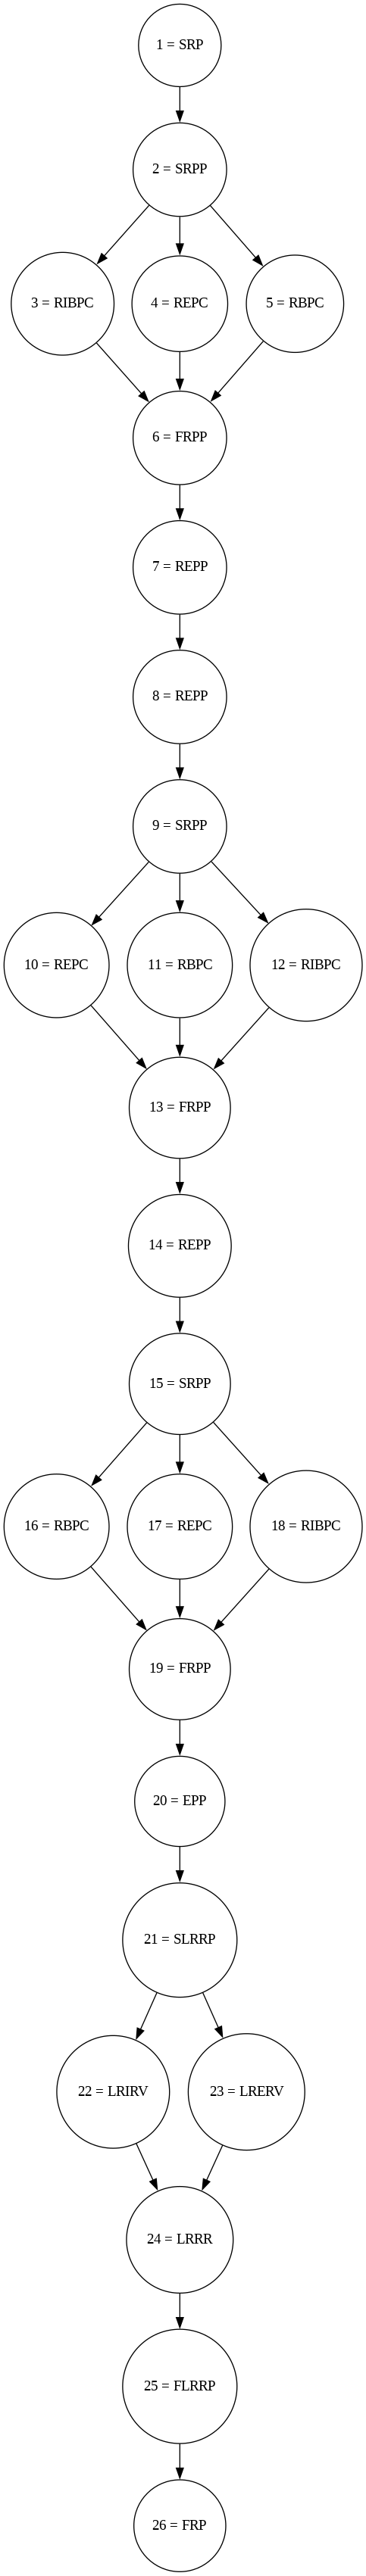 1 = SRP
2 = SRPP
3 = RIBPC
4 = REPC
5 = RBPC
6 = FRPP
7 = REPP
8 = REPP
9 = SRPP
10 = REPC
11 = RBPC
12 = RIBPC
13 = FRPP
14 = REPP
15 = SRPP
16 = RBPC
17 = REPC
18 = RIBPC
19 = FRPP
20 = EPP
21 = SLRRP
22 = LRIRV
23 = LRERV
24 = LRRR
25 = FLRRP
26 = FRP